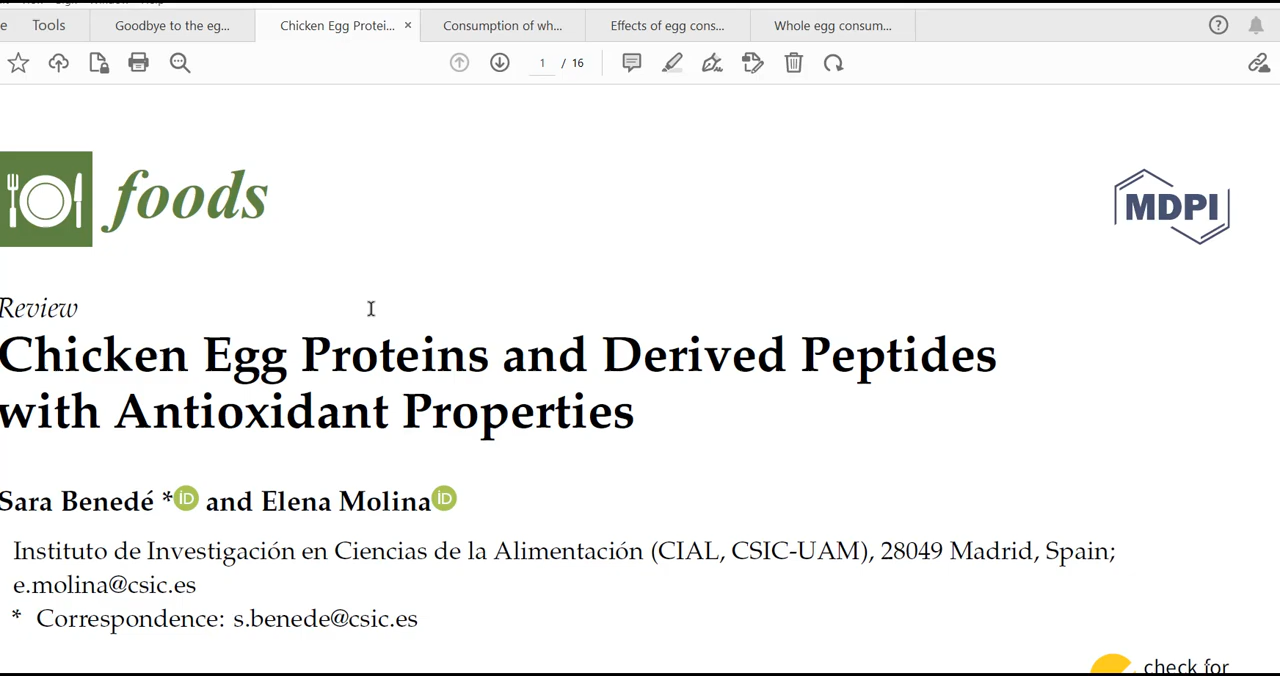 Tools
Goodbye to the eg...
Chicken Egg Protei... ×
Consumption of wh...
Effects of egg cons...
Whole egg consum...
1 / 16
foods
MDPI
Review
Chicken Egg Proteins and Derived Peptides
with Antioxidant Properties
Sara Benedé * iD and Elena Molina iD
Instituto de Investigación en Ciencias de la Alimentación (CIAL, CSIC-UAM), 28049 Madrid, Spain;
e.molina@csic.es
* Correspondence: s.benede@csic.es
check for